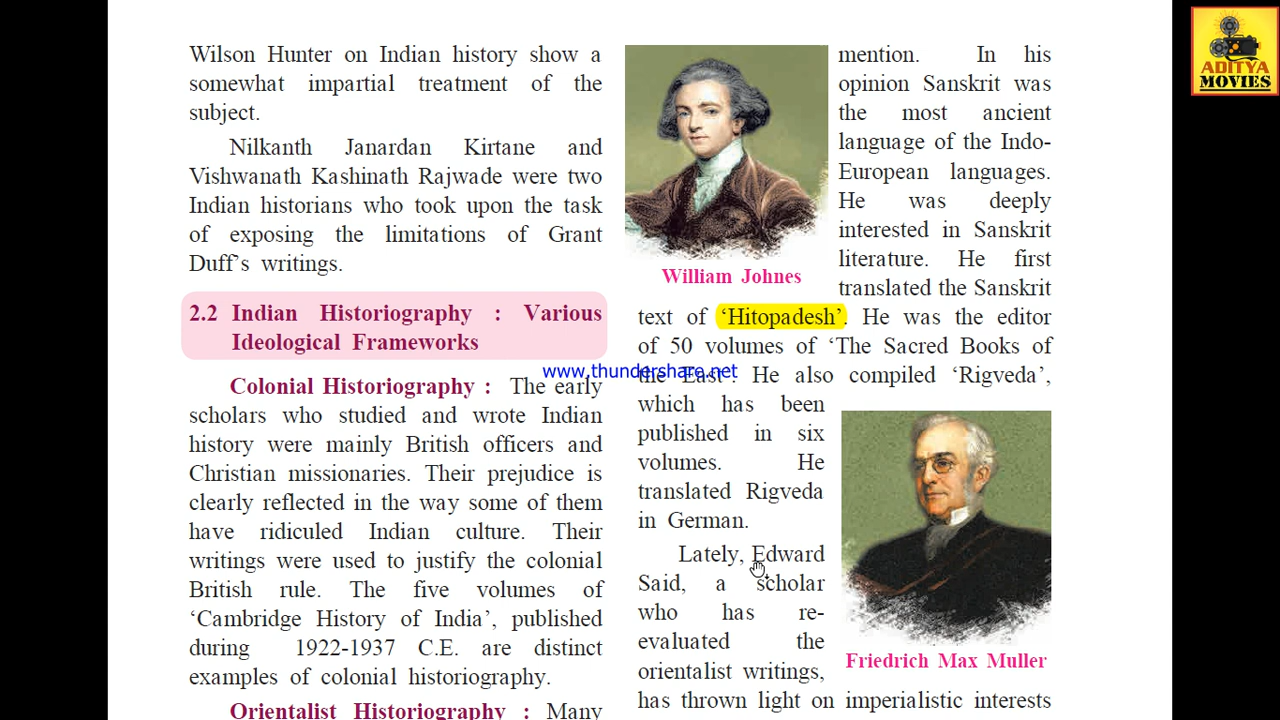 Wilson Hunter on Indian history show a
somewhat impartial treatment of the
subject.
Nilkanth Janardan Kirtane and
Vishwanath Kashinath Rajwade were two
Indian historians who took upon the task
of exposing the limitations of Grant
Duff's writings.
2.2 Indian Historiography : Various
Ideological Frameworks
Colonial Historiography : The early
scholars who studied and wrote Indian
history were mainly British officers and
Christian missionaries. Their prejudice is
clearly reflected in the way some of them
have ridiculed Indian culture. Their
writings were used to justify the colonial
British rule. The five volumes of
‘Cambridge History of India’, published
during 1922-1937 C.E. are distinct
examples of colonial historiography.
Orientalist Historiography : Many
William Johnes
mention. In his
opinion Sanskrit was
the most ancient
language of the Indo-
European languages.
He was deeply
interested in Sanskrit
literature. He first
translated the Sanskrit
text of ‘Hitopadesh’. He was the editor
of 50 volumes of ‘The Sacred Books of
the East’. He also compiled ‘Rigveda’,
which has been
published in six
volumes. He
translated Rigveda
in German.
Lately, Edward
Said, a scholar
who has re-
evaluated the
orientalist writings,
has thrown light on imperialistic interests
Friedrich Max Muller
www.thundershare.net
ADITYA
MOVIES